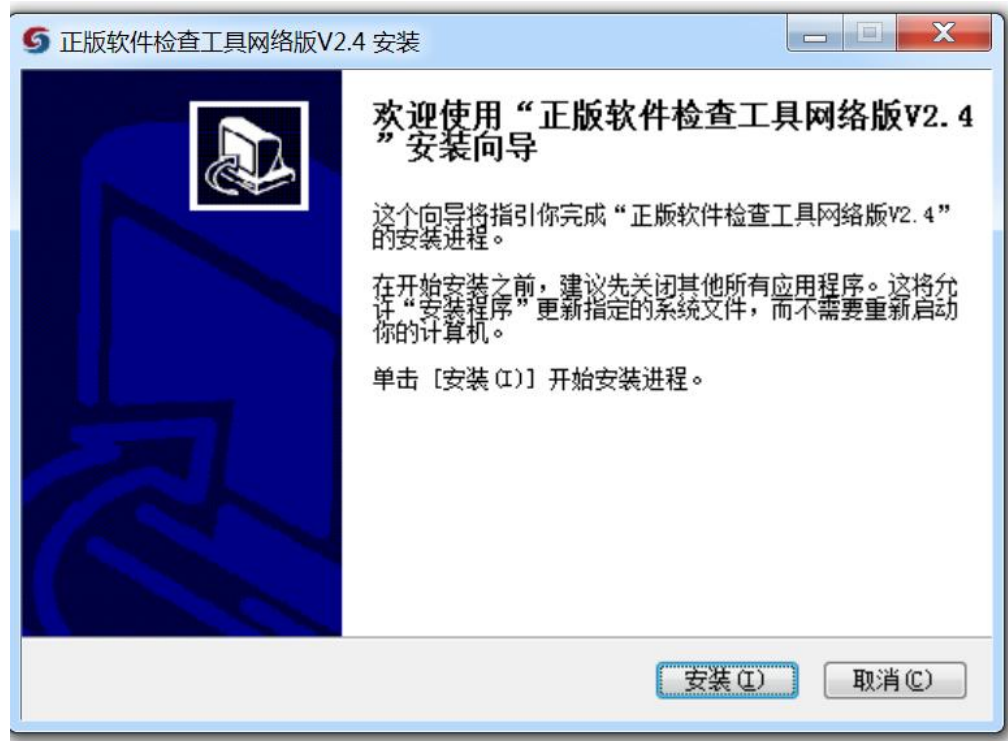 正版软件检查工具网络版V2.4 安装
欢迎使用“正版软件检查工具网络版V2.4
”安装向导
这个向导将指引你完成“正版软件检查工具网络版V2.4”
的安装进程。
在开始安装之前，建议先关闭其他所有应用程序。这将允
许“安装程序”更新指定的系统文件，而不需要重新启动
你的计算机。
单击 [安装(I)] 开始安装进程。
安装(I)
取消(C)